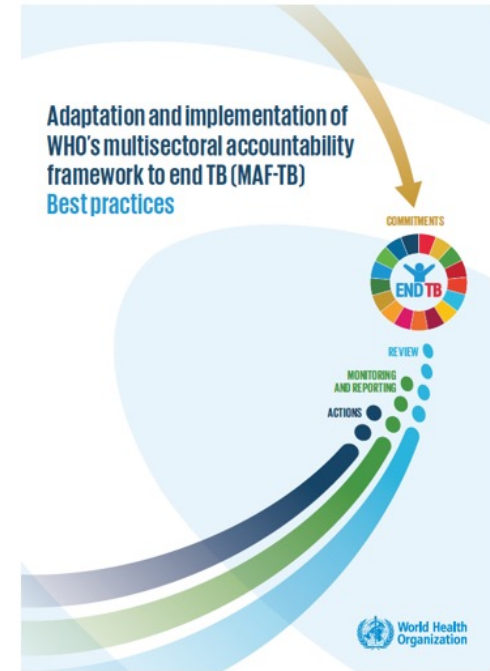 Adaptation and implementation of
WHO's multisectoral accountability
framework to end TB (MAF-TB)
Best practices
COMMITMENTS
END TB
REVIEW
MONITORING
AND REPORTING
ACTIONS
World Health
Organization